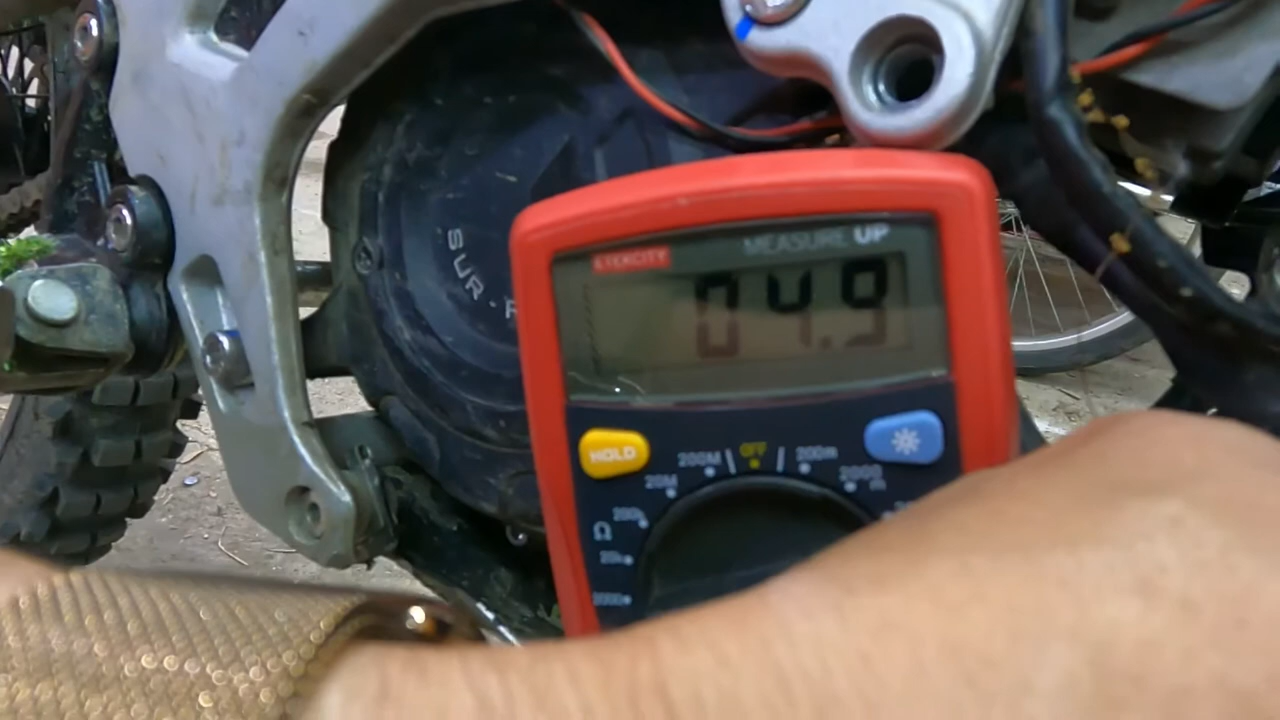 SUR-R
ETEKCITY
MEASURE UP
04.9
HOLD
200M
OFF
200m
20M
2000
m
200k
Ω
20k
2000